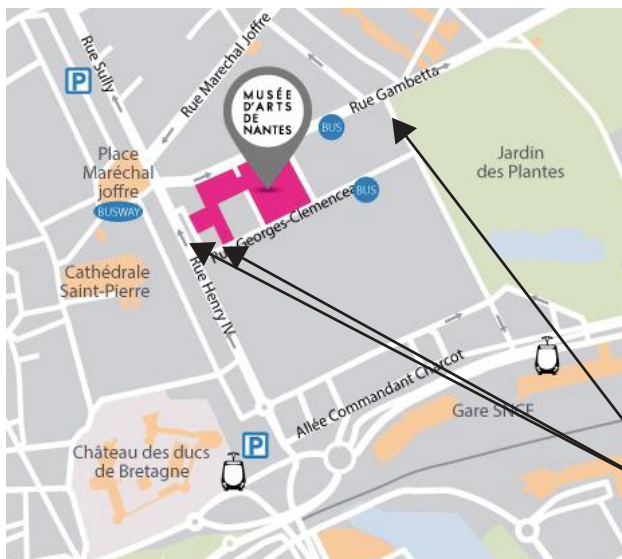 Rue Sully
Rue Marechal Joffre
P
MUSÉE
D'ARTS
DE
NANTES
Rue Gambetta
BUS
Place
Maréchal
joffre
BUSWAY
Jardin
des Plantes
BUS
Rue Georges-Clemencea
Cathédrale
Saint-Pierre
Rue Henry IV
Allée Commandant Charcot
Gare SNCF
Château des ducs
de Bretagne
P